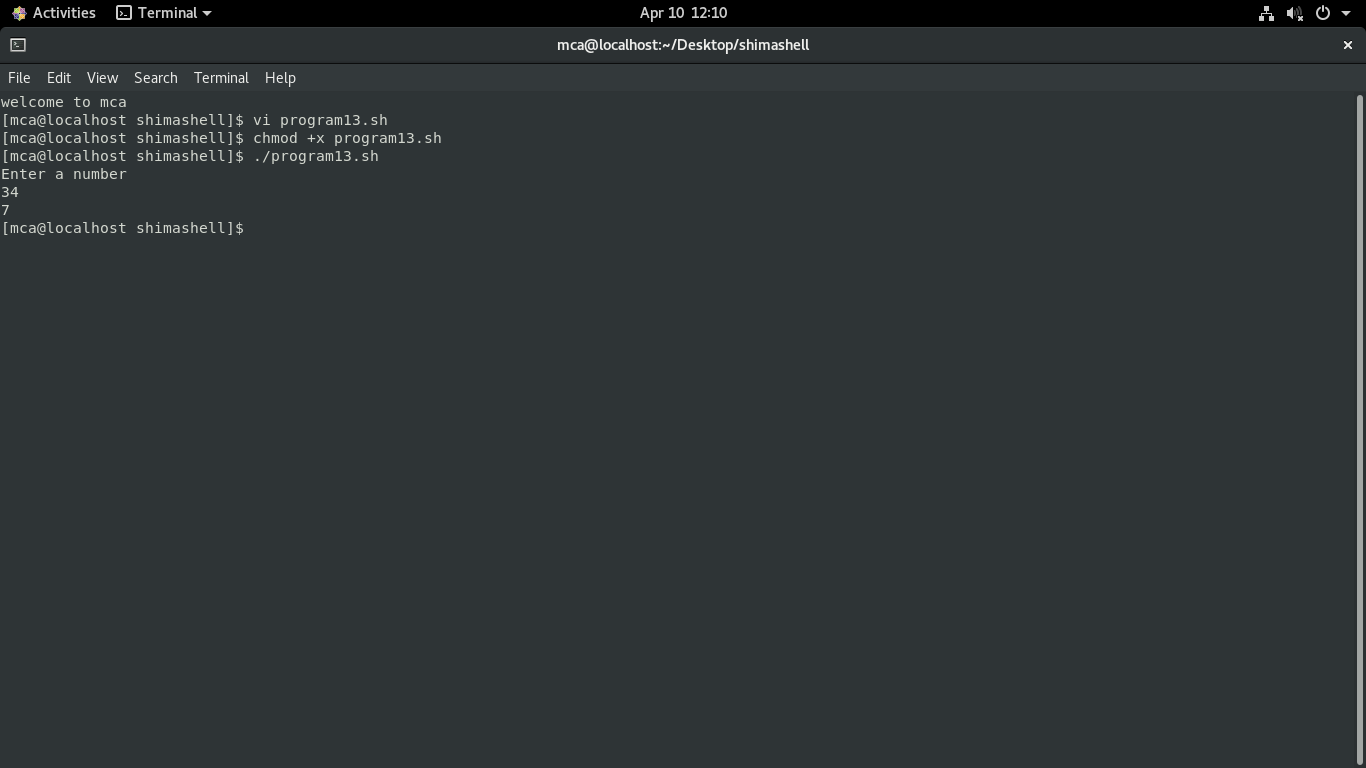 Activities Terminal Apr 10 12:10
mca@localhost:~/Desktop/shimashell
File Edit View Search Terminal Help
welcome to mca
[mca@localhost shimashell]$ vi program13.sh
[mca@localhost shimashell]$ chmod +x program13.sh
[mca@localhost shimashell]$ ./program13.sh
Enter a number
34
7
[mca@localhost shimashell]$